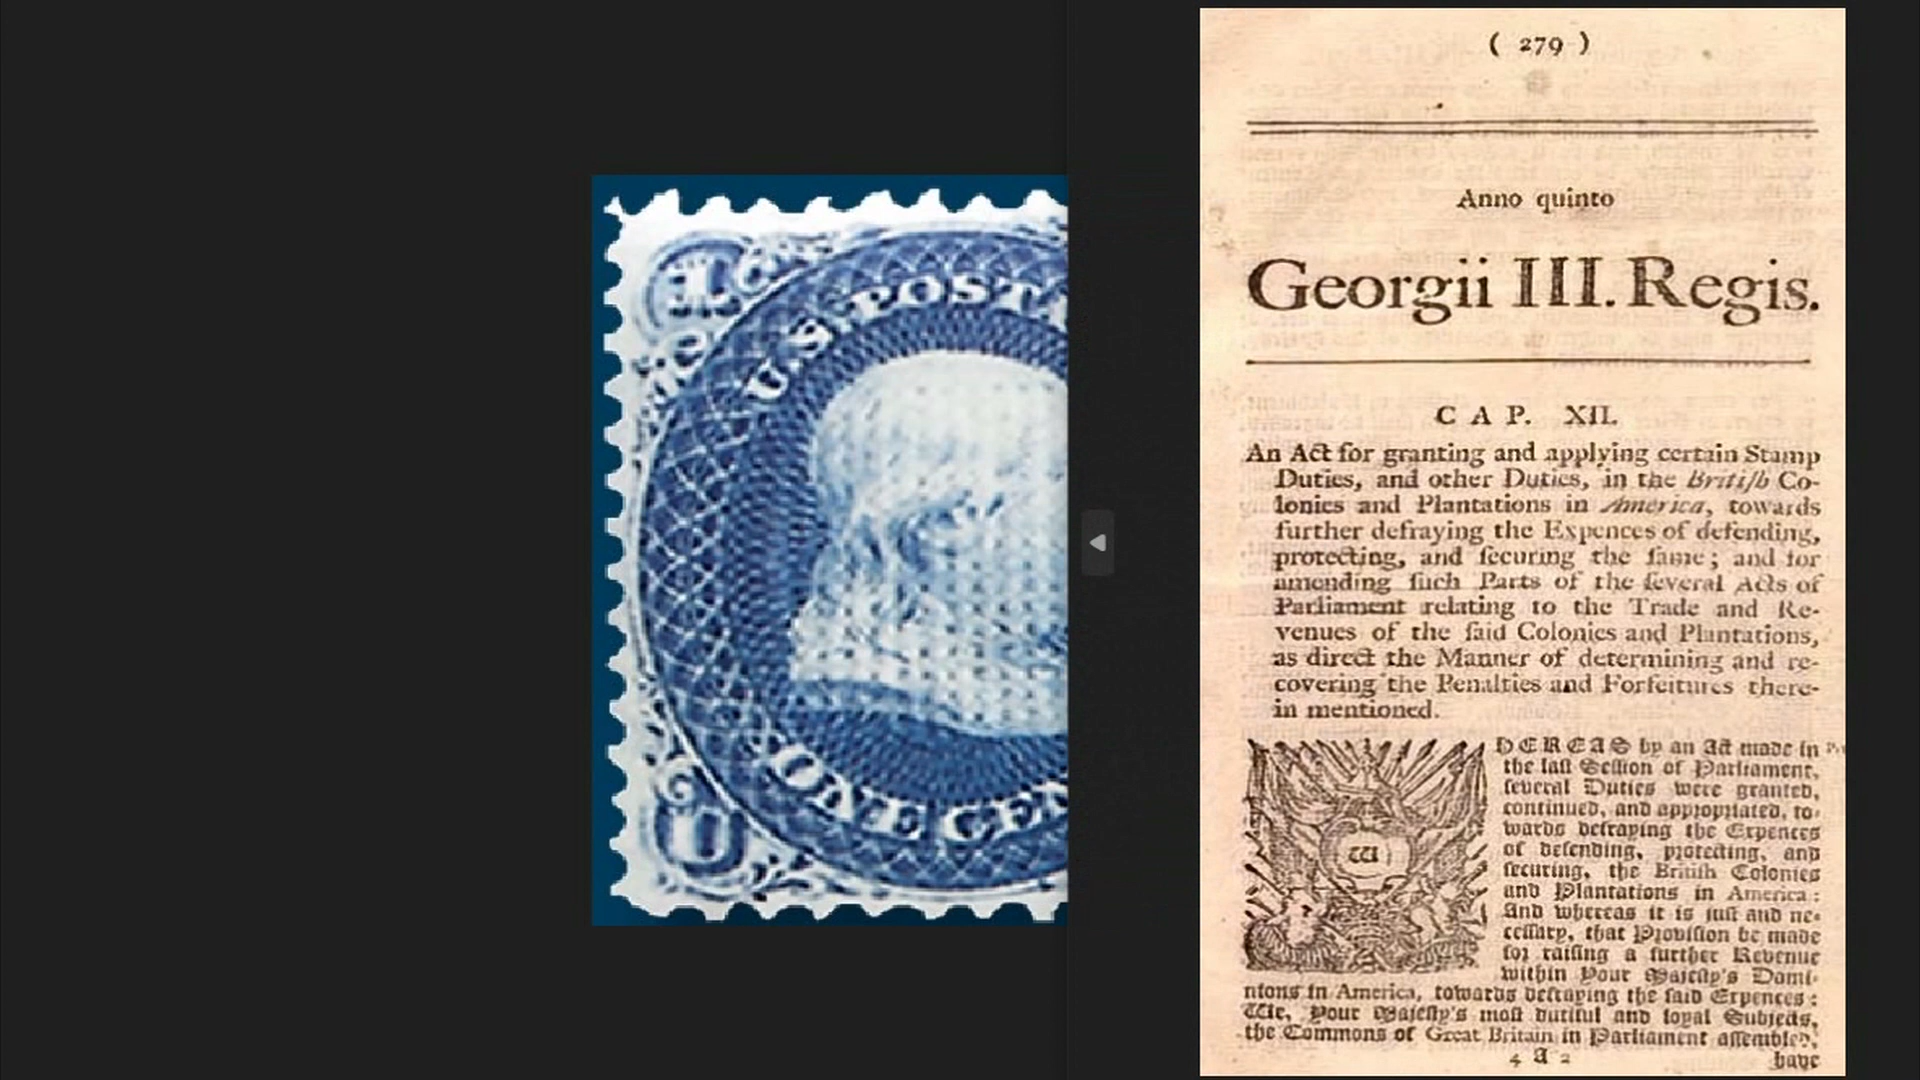 1
U.S. POSTA
ONE CEN
U
( 279 )
Anno quinto
Georgii III. Regis.
CAP. XII.
An Act for granting and applying certain Stamp
Duties, and other Duties, in the British Co-
lonies and Plantations in America, towards
further defraying the Expences of defending,
protecting, and securing the same; and for
amending such Parts of the several Acts of
Parliament relating to the Trade and Re-
venues of the said Colonies and Plantations,
as direct the Manner of determining and re-
covering the Penalties and Forfeitures there-
in mentioned.
WHEREAS by an Act made in
the last Session of Parliament,
several Duties were granted,
continued, and appropriated, to-
wards defraying the Expences
of defending, protecting, and
securing, the British Colonies
and Plantations in America:
And whereas it is just and ne-
cessary, that Provision be made
for raising a further Revenue
within Your Majesty's Domi-
nions in America, towards defraying the said Expences:
We, Your Majesty's most dutiful and loyal Subjects,
the Commons of Great Britain in Parliament assembled,
4 A 2 have